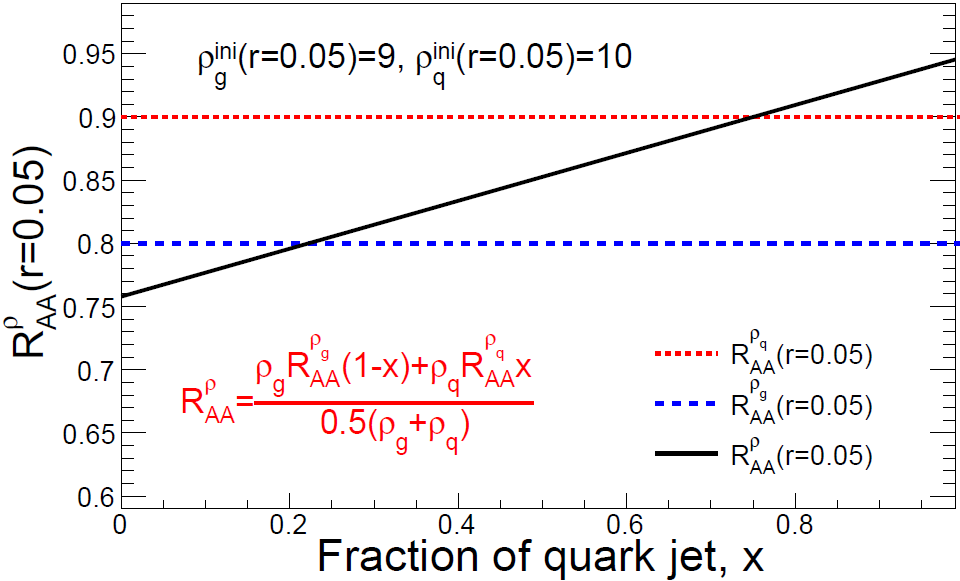 ρ_g^ini(r=0.05)=9, ρ_q^ini(r=0.05)=10
0.95
0.9
0.85
0.8
0.75
0.7
0.65
0.6
R_AA^ρ(r=0.05)
R_AA^ρ=
ρ_g R_AA^ρ_g(1-x)+ρ_q R_AA^ρ_q x
0.5(ρ_g+ρ_q)
R_AA^ρ_q(r=0.05)
R_AA^ρ_g(r=0.05)
R_AA^ρ(r=0.05)
0 0.2 0.4 0.6 0.8
Fraction of quark jet, x